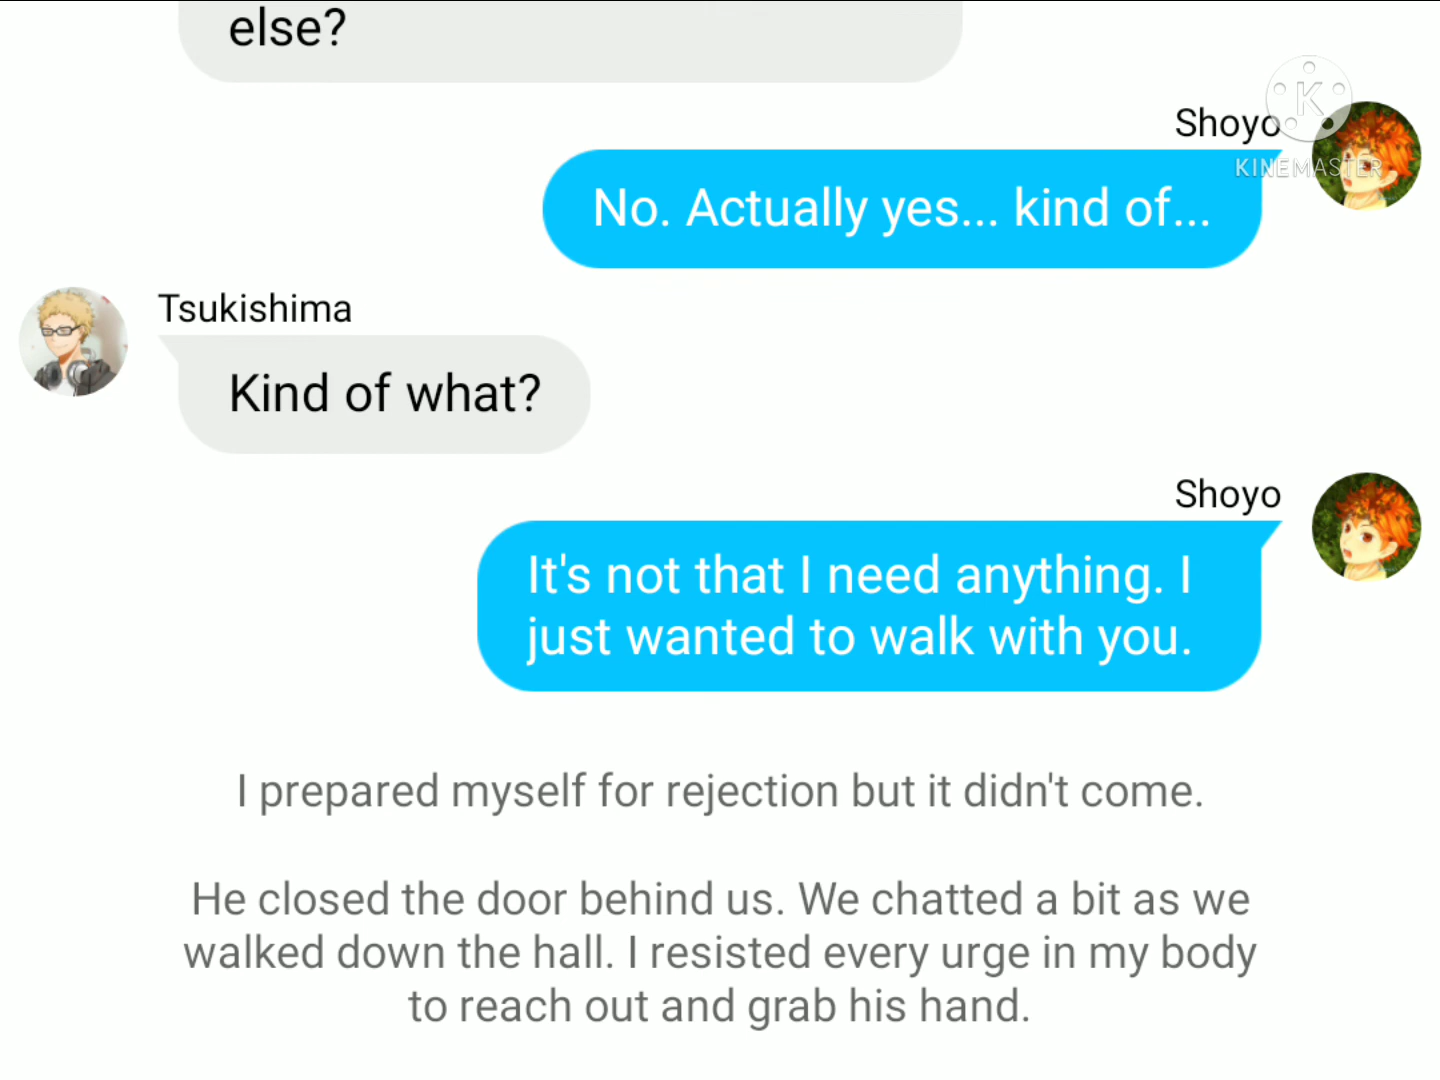 else?
Shoyo
K
KINEMASTER
No. Actually yes... kind of...
Tsukishima
Kind of what?
Shoyo
It's not that I need anything. I
just wanted to walk with you.
I prepared myself for rejection but it didn't come.
He closed the door behind us. We chatted a bit as we
walked down the hall. I resisted every urge in my body
to reach out and grab his hand.